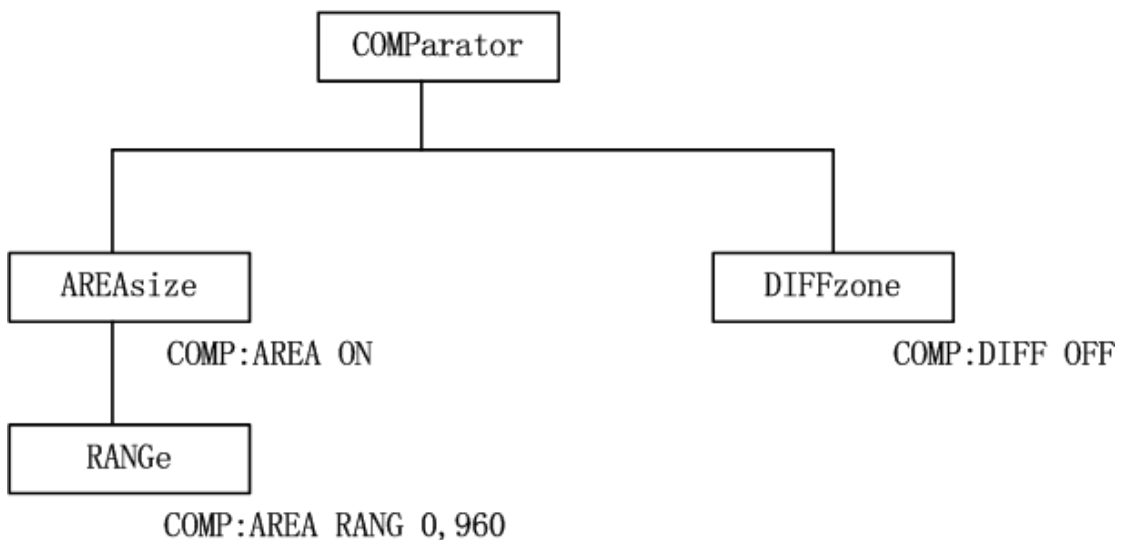 COMParator
AREAsize
DIFFzone
COMP:AREA ON
COMP:DIFF OFF
RANGe
COMP:AREA RANG 0,960